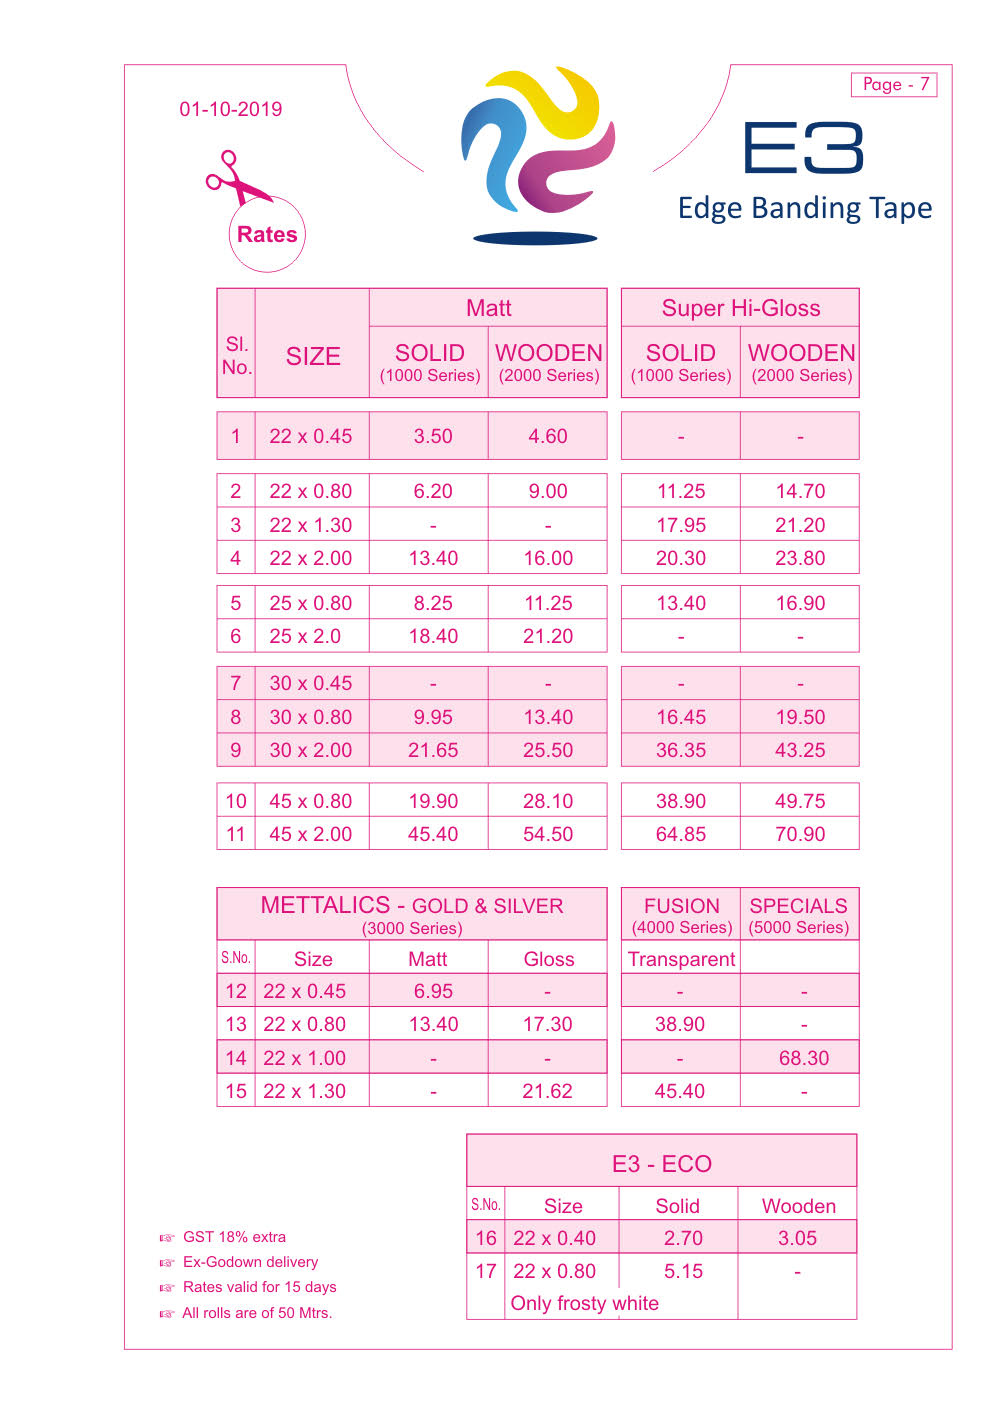 Page - 7
01-10-2019
E3
Edge Banding Tape
Rates
Sl. No. SIZE Matt Super Hi-Gloss
SOLID WOODEN SOLID WOODEN
(1000 Series) (2000 Series) (1000 Series) (2000 Series)
1 22 x 0.45 3.50 4.60 - -
2 22 x 0.80 6.20 9.00 11.25 14.70
3 22 x 1.30 - - 17.95 21.20
4 22 x 2.00 13.40 16.00 20.30 23.80
5 25 x 0.80 8.25 11.25 13.40 16.90
6 25 x 2.0 18.40 21.20 - -
7 30 x 0.45 - - - -
8 30 x 0.80 9.95 13.40 16.45 19.50
9 30 x 2.00 21.65 25.50 36.35 43.25
10 45 x 0.80 19.90 28.10 38.90 49.75
11 45 x 2.00 45.40 54.50 64.85 70.90
METTALICS - GOLD & SILVER FUSION SPECIALS
(3000 Series) (4000 Series) (5000 Series)
S.No. Size Matt Gloss Transparent
12 22 x 0.45 6.95 - - -
13 22 x 0.80 13.40 17.30 38.90 -
14 22 x 1.00 - - - 68.30
15 22 x 1.30 - 21.62 45.40 -
E3 - ECO
S.No. Size Solid Wooden
16 22 x 0.40 2.70 3.05
17 22 x 0.80 5.15 -
Only frosty white
☞ GST 18% extra
☞ Ex-Godown delivery
☞ Rates valid for 15 days
☞ All rolls are of 50 Mtrs.